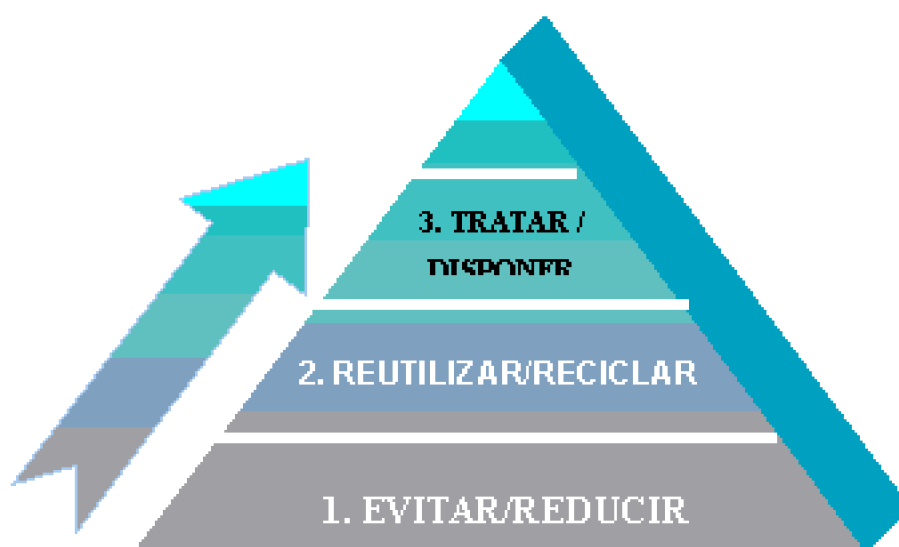 3. TRATAR /
DISPONER
2. REUTILIZAR/RECICLAR
1. EVITAR/REDUCIR